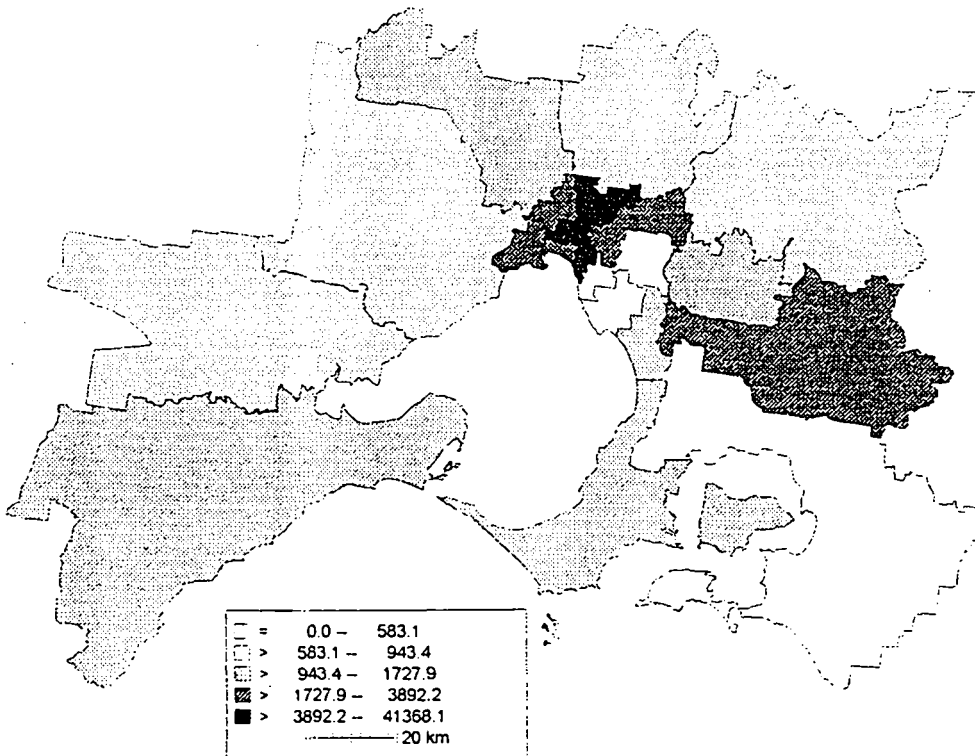 = 0.0 – 583.1
> 583.1 – 943.4
> 943.4 – 1727.9
> 1727.9 – 3892.2
> 3892.2 – 41368.1
20 km